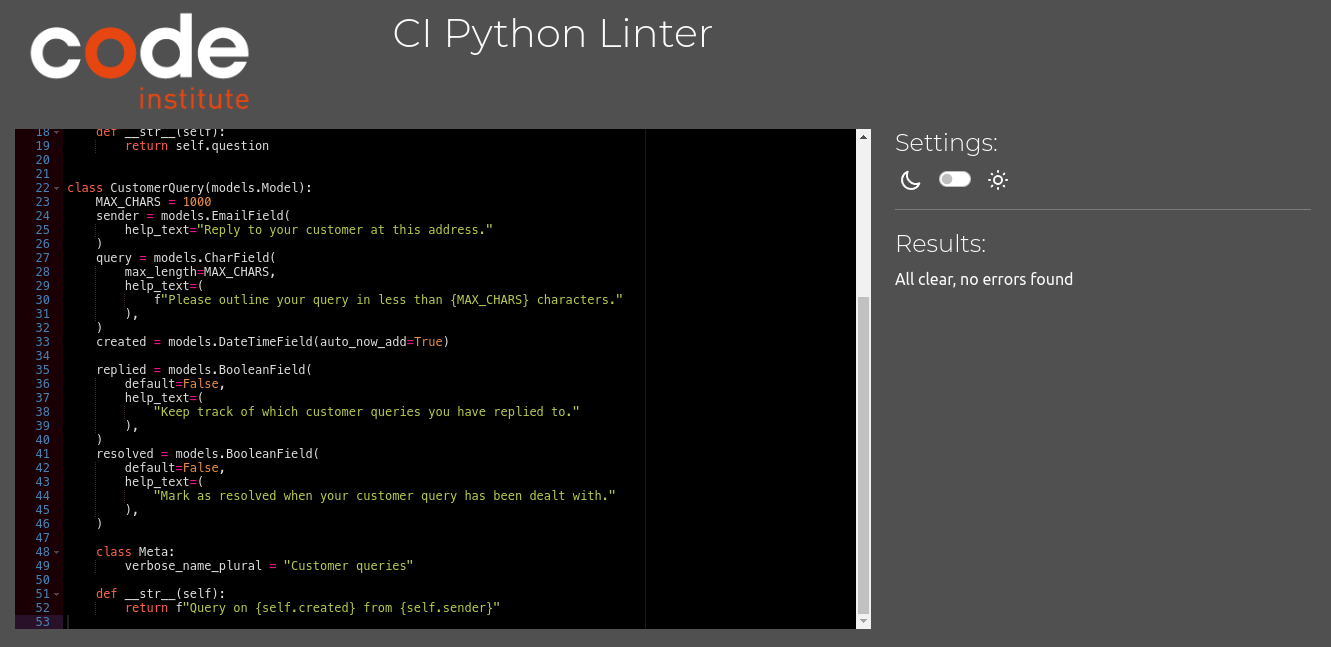 code
institute
CI Python Linter
18 def __str__(self):
19 return self.question
20
21
22 class CustomerQuery(models.Model):
23 MAX_CHARS = 1000
24 sender = models.EmailField(
25 help_text="Reply to your customer at this address."
26 )
27 query = models.CharField(
28 max_length=MAX_CHARS,
29 help_text=(
30 f"Please outline your query in less than {MAX_CHARS} characters."
31 ),
32 )
33 created = models.DateTimeField(auto_now_add=True)
34
35 replied = models.BooleanField(
36 default=False,
37 help_text=(
38 "Keep track of which customer queries you have replied to."
39 ),
40 )
41 resolved = models.BooleanField(
42 default=False,
43 help_text=(
44 "Mark as resolved when your customer query has been dealt with."
45 ),
46 )
47
48 class Meta:
49 verbose_name_plural = "Customer queries"
50
51 def __str__(self):
52 return f"Query on {self.created} from {self.sender}"
53
Settings:
Results:
All clear, no errors found